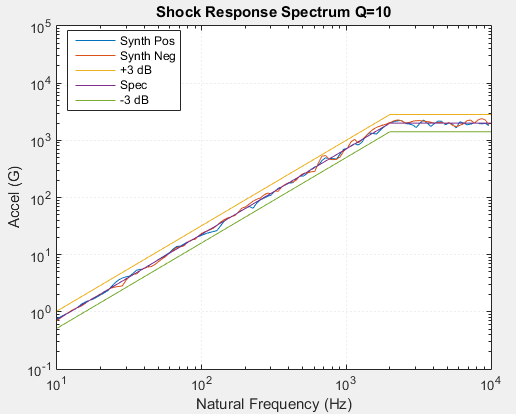 Shock Response Spectrum Q=10
10^5
10^4
10^3
10^2
10^1
10^0
10^-1
Accel (G)
Synth Pos
Synth Neg
+3 dB
Spec
-3 dB
10^1 10^2 10^3 10^4
Natural Frequency (Hz)